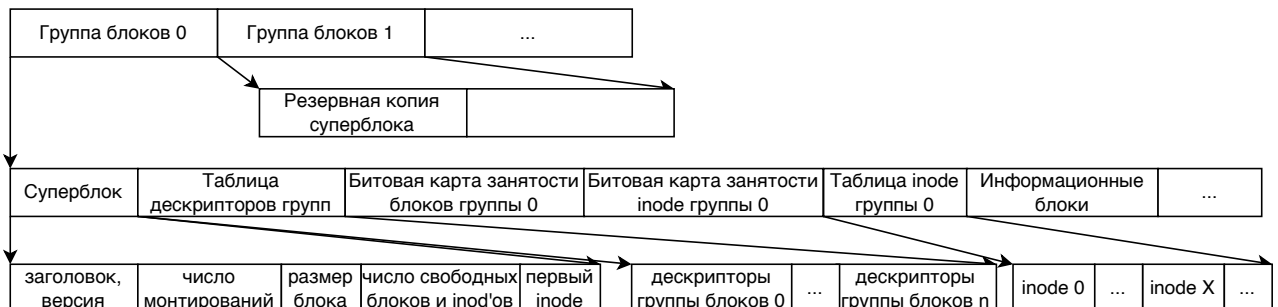 Группа блоков 0
Группа блоков 1
...
Резервная копия
суперблока
Суперблок
Таблица
дескрипторов групп
Битовая карта занятости
блоков группы 0
Битовая карта занятости
inode группы 0
Таблица inode
группы 0
Информационные
блоки
...
заголовок,
версия
число
монтирований
размер
блока
число свободных
блоков и inod'ов
первый
inode
дескрипторы
группы блоков 0
...
дескрипторы
группы блоков n
inode 0
...
inode X
...